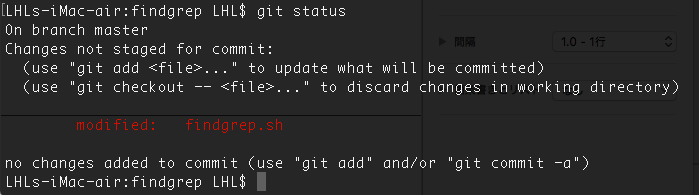 [LHLs-iMac-air:findgrep LHL$ git status
On branch master
Changes not staged for commit:
(use "git add <file>..." to update what will be committed)
(use "git checkout -- <file>..." to discard changes in working directory)
modified: findgrep.sh
no changes added to commit (use "git add" and/or "git commit -a")
LHLs-iMac-air:findgrep LHL$
間隔
1.0 - 1行